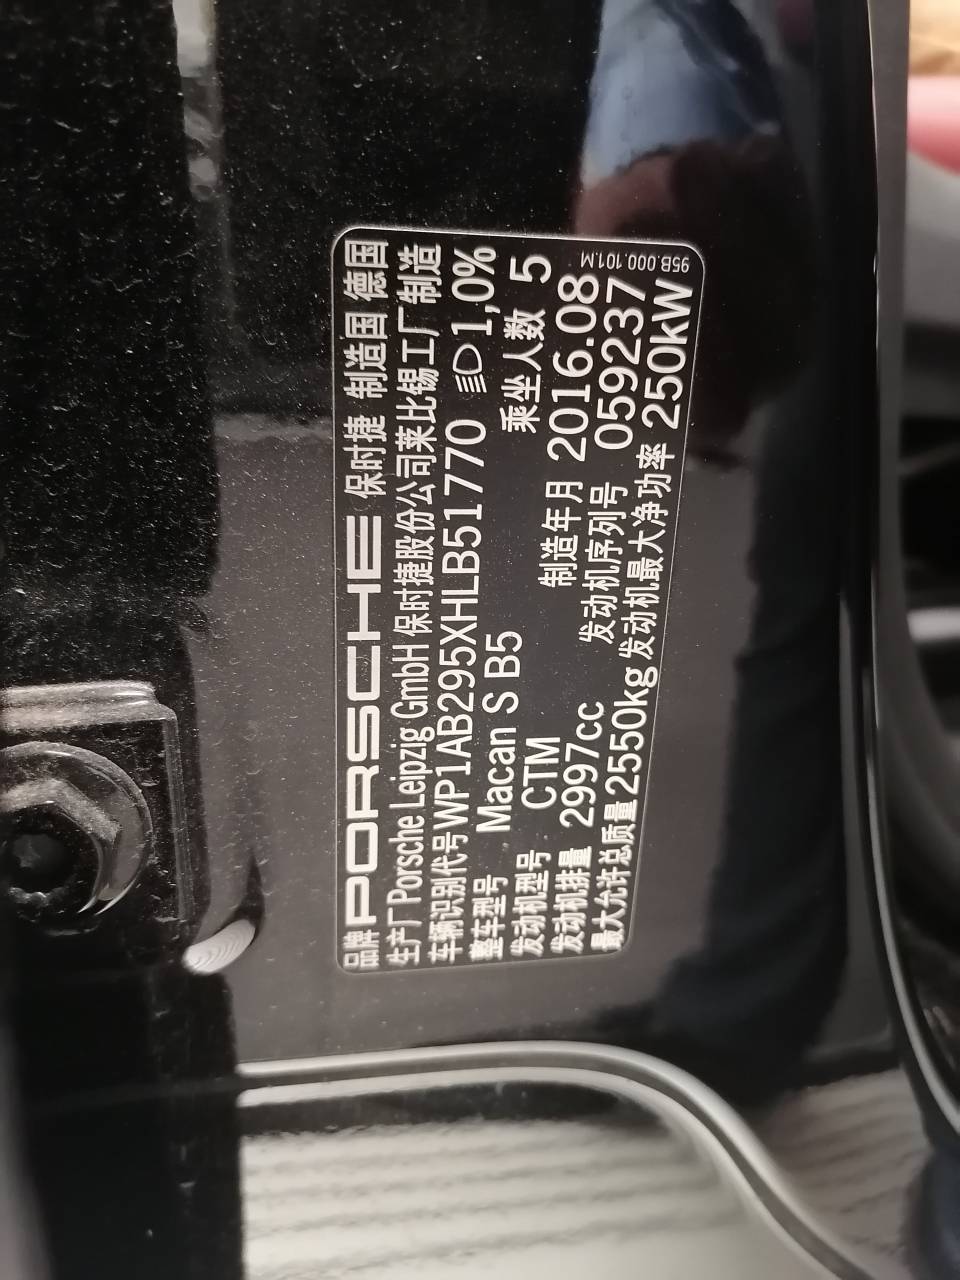 品牌 PORSCHE 保时捷 制造国 德国
生产厂 Porsche Leipzig GmbH 保时捷股份公司莱比锡工厂制造
车辆识别代号 WP1AB295XHLB51770 1,0%
整车型号 Macan S B5 乘坐人数 5
发动机型号 CTM 制造年月 2016.08
发动机排量 2997cc 发动机序列号 059237
最大允许总质量 2550kg 发动机最大净功率 250kW
95B.000.101.M